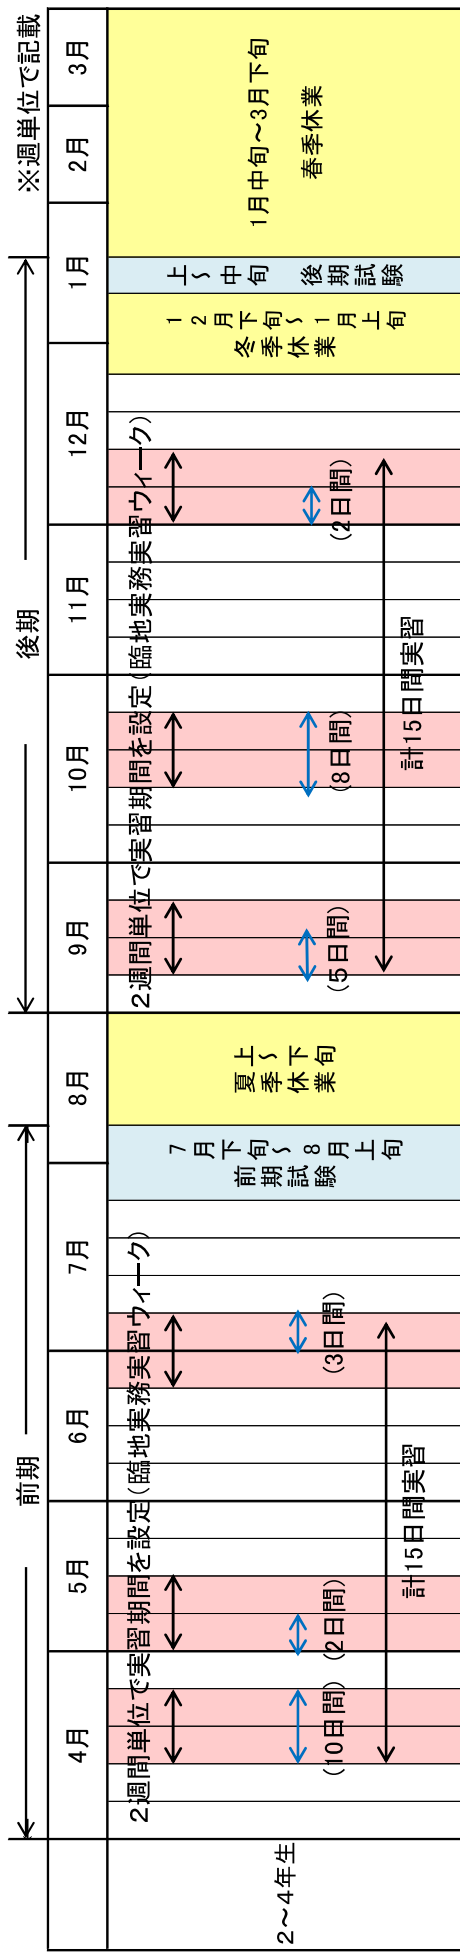 ※週単位で記載
前期
後期
4月
5月
6月
7月
8月
9月
10月
11月
12月
1月
2月
3月
2～4年生
2週間単位で実習期間を設定（臨地実務実習ウィーク）
（10日間）
（2日間）
（3日間）
計15日間実習
7月下旬～8月上旬
前期試験
上～下旬
夏季休業
2週間単位で実習期間を設定（臨地実務実習ウィーク）
（5日間）
（8日間）
（2日間）
計15日間実習
12月下旬～1月上旬
冬季休業
上～中旬　後期試験
1月中旬～3月下旬
春季休業